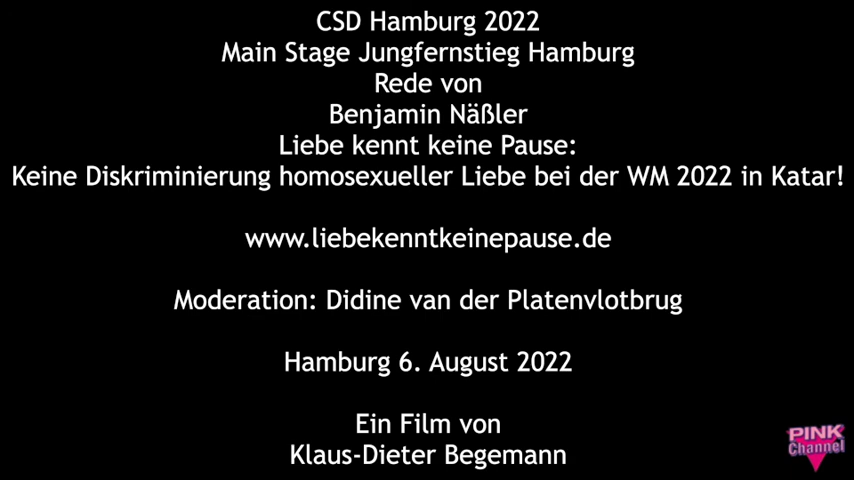 CSD Hamburg 2022
Main Stage Jungfernstieg Hamburg
Rede von
Benjamin Näßler
Liebe kennt keine Pause:
Keine Diskriminierung homosexueller Liebe bei der WM 2022 in Katar!
www.liebekenntkeinepause.de
Moderation: Didine van der Platenvlotbrug
Hamburg 6. August 2022
Ein Film von
Klaus-Dieter Begemann
PINK
Channel